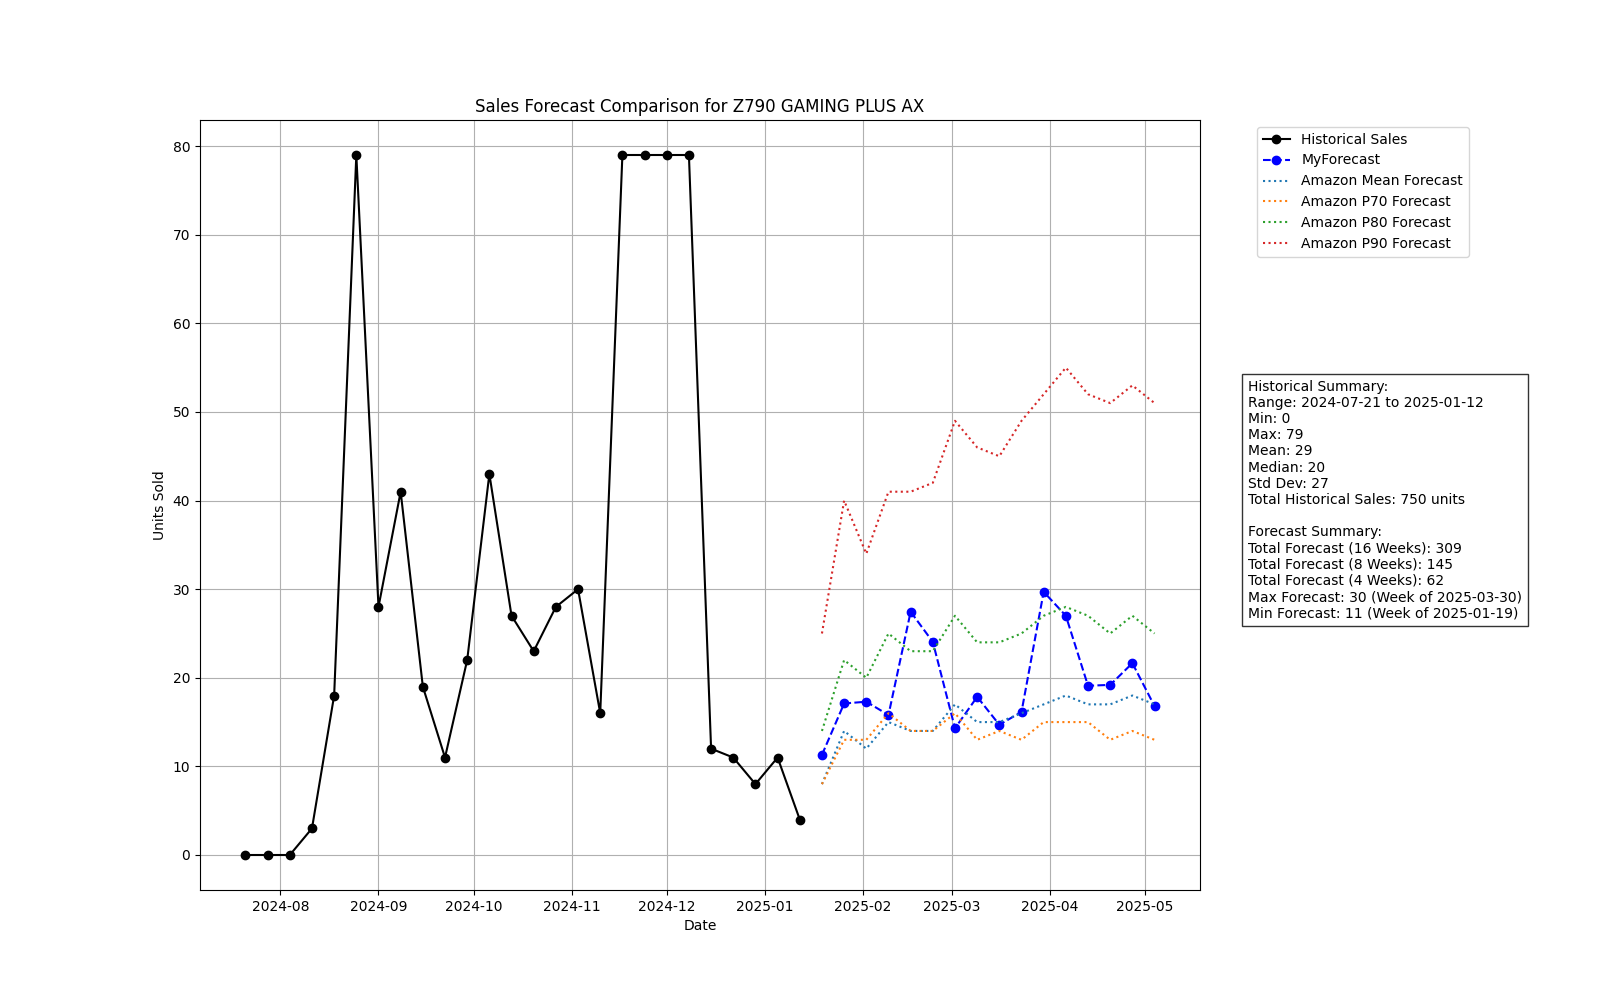 Sales Forecast Comparison for Z790 GAMING PLUS AX
Units Sold
80
70
60
50
40
30
20
10
0
2024-08
2024-09
2024-10
2024-11
2024-12
2025-01
2025-02
2025-03
2025-04
2025-05
Date
Historical Sales
MyForecast
Amazon Mean Forecast
Amazon P70 Forecast
Amazon P80 Forecast
Amazon P90 Forecast
Historical Summary:
Range: 2024-07-21 to 2025-01-12
Min: 0
Max: 79
Mean: 29
Median: 20
Std Dev: 27
Total Historical Sales: 750 units
Forecast Summary:
Total Forecast (16 Weeks): 309
Total Forecast (8 Weeks): 145
Total Forecast (4 Weeks): 62
Max Forecast: 30 (Week of 2025-03-30)
Min Forecast: 11 (Week of 2025-01-19)